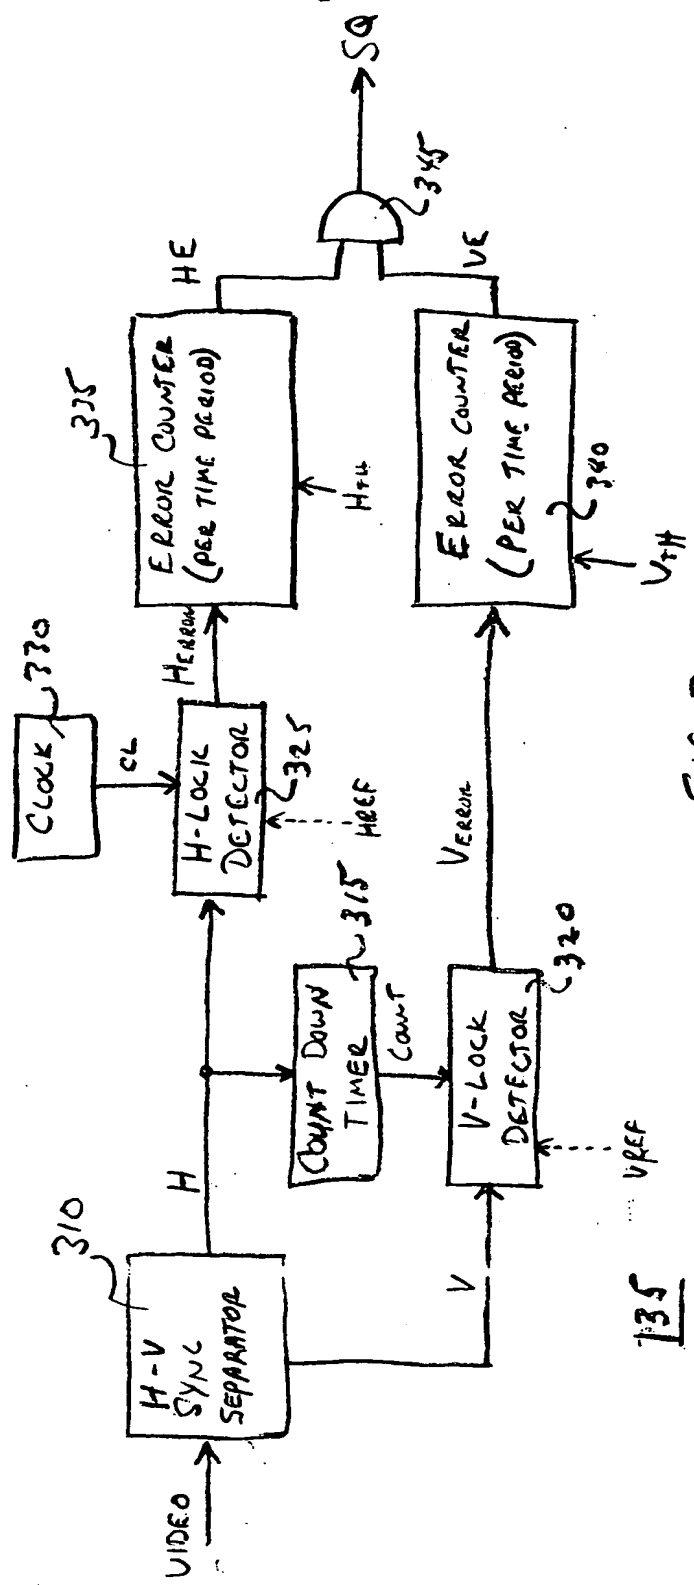 VIDEO
H-V
SYNC
SEPARATOR
310
H
V
COUNT DOWN
TIMER
315
COUNT
V-LOCK
DETECTOR
320
VREF
CLOCK
330
CL
H-LOCK
DETECTOR
325
HREF
HERROR
VERROR
ERROR COUNTER
(PER TIME PERIOD)
335
HTH
ERROR COUNTER
(PER TIME PERIOD)
340
VTH
HE
VE
345
SQ
135